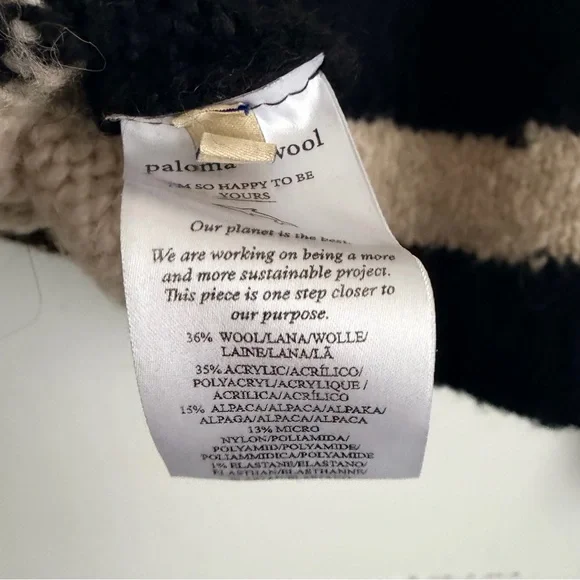 paloma wool
I'M SO HAPPY TO BE
YOURS
Our planet is the best
We are working on being a more
and more sustainable project.
This piece is one step closer to
our purpose.
36% WOOL/LANA/WOLLE/
LAINE/LANA/LÃ
35% ACRYLIC/ACRÍLICO/
POLYACRYL/ACRYLIQUE/
ACRILICA/ACRÍLICO
15% ALPACA/ALPACA/ALPAKA/
ALPAGA/ALPACA/ALPACA
13% MICRO
NYLON/POLIAMIDA/
POLYAMID/POLYAMIDE/
POLIAMMIDICA/POLYAMIDE
1% ELASTANE/ELASTANO/
ELASTHAN/ELASTHANNE/